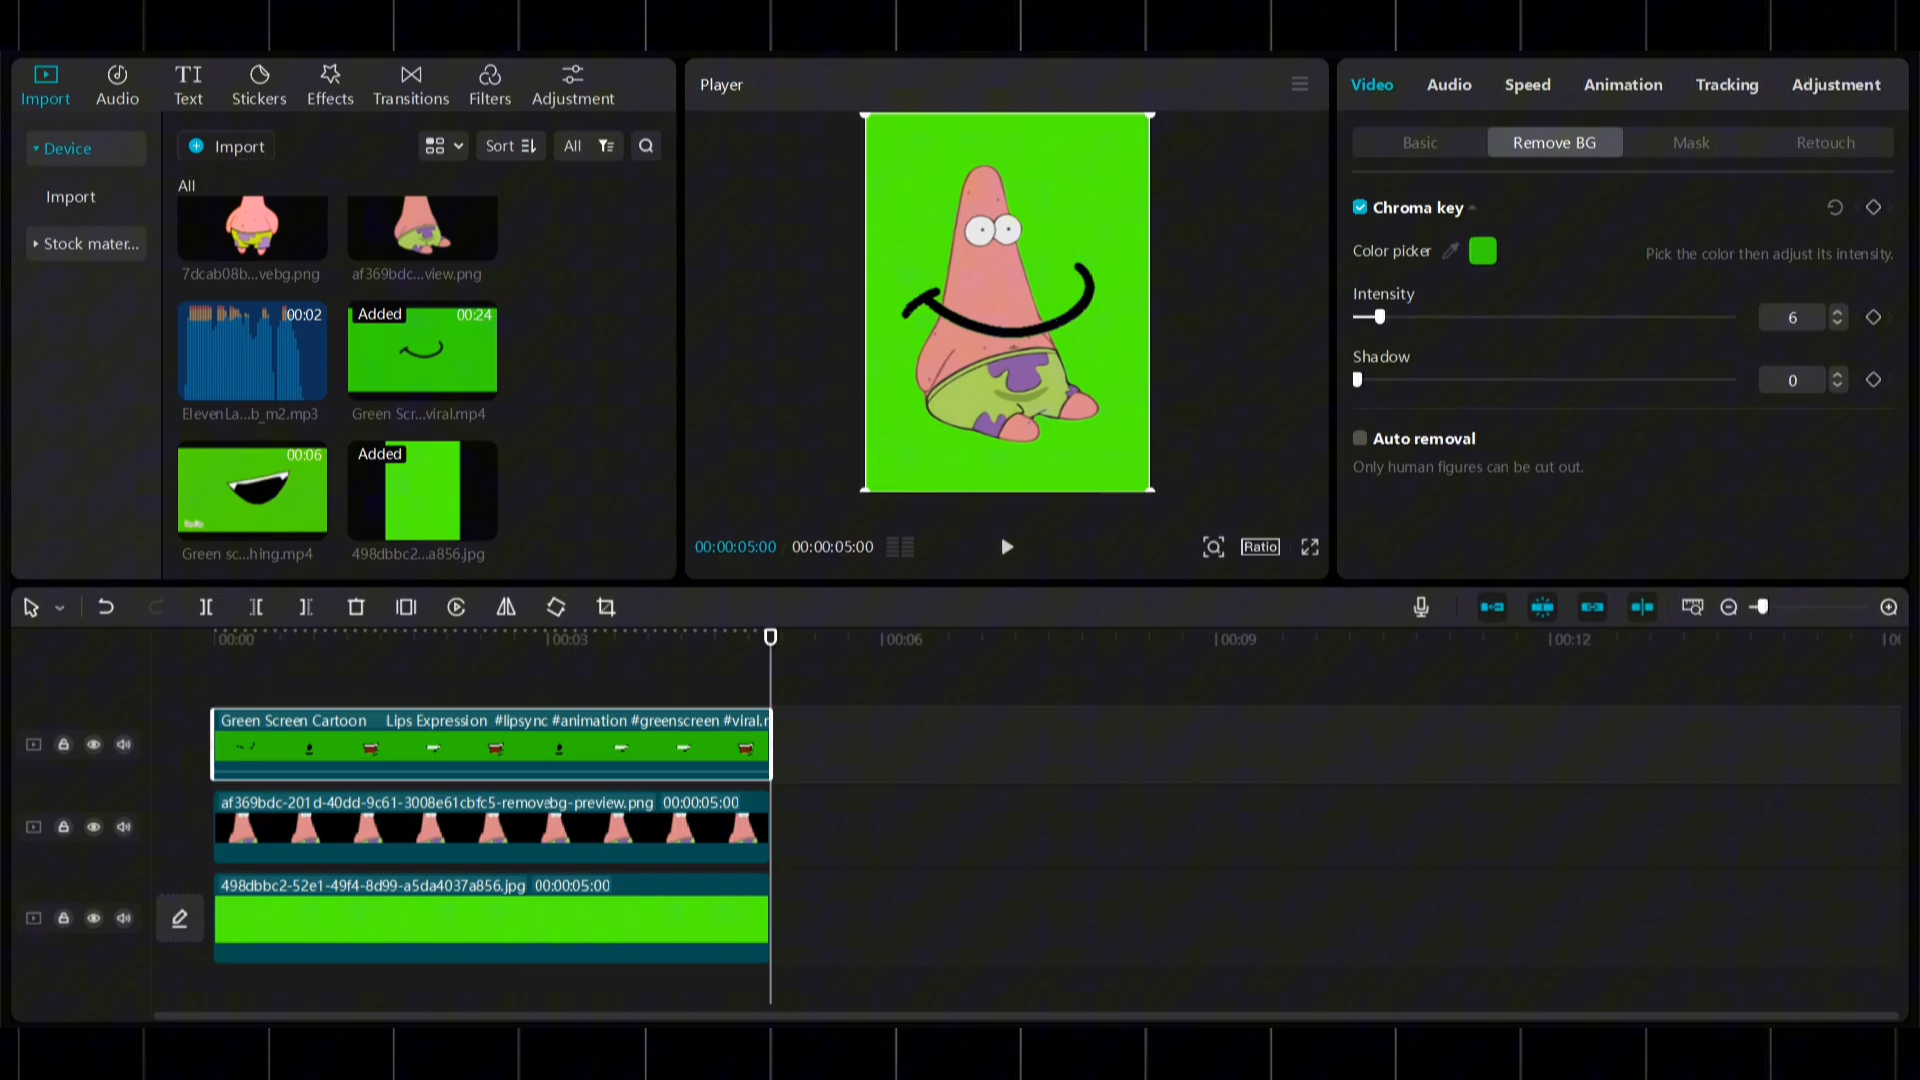 Import
Audio
Text
Stickers
Effects
Transitions
Filters
Adjustment
Device
Import
Stock mater...
Import
Sort
All
All
7dcab08b...vebg.png
af369bdc...view.png
00:02
Added
00:24
ElevenLa...b_m2.mp3
Green Scr...viral.mp4
00:06
Added
Green sc...hing.mp4
498dbbc2...a856.jpg
Player
00:00:05:00
00:00:05:00
Ratio
Video
Audio
Speed
Animation
Tracking
Adjustment
Basic
Remove BG
Mask
Retouch
Chroma key
Color picker
Pick the color then adjust its intensity.
Intensity
6
Shadow
0
Auto removal
Only human figures can be cut out.
00:00
00:03
00:06
00:09
00:12
Green Screen Cartoon Lips Expression #lipsync #animation #greenscreen #viral.r
af369bdc-201d-40dd-9c61-3008e61cbfc5-removebg-preview.png 00:00:05:00
498dbbc2-52e1-49f4-8d99-a5da4037a856.jpg 00:00:05:00